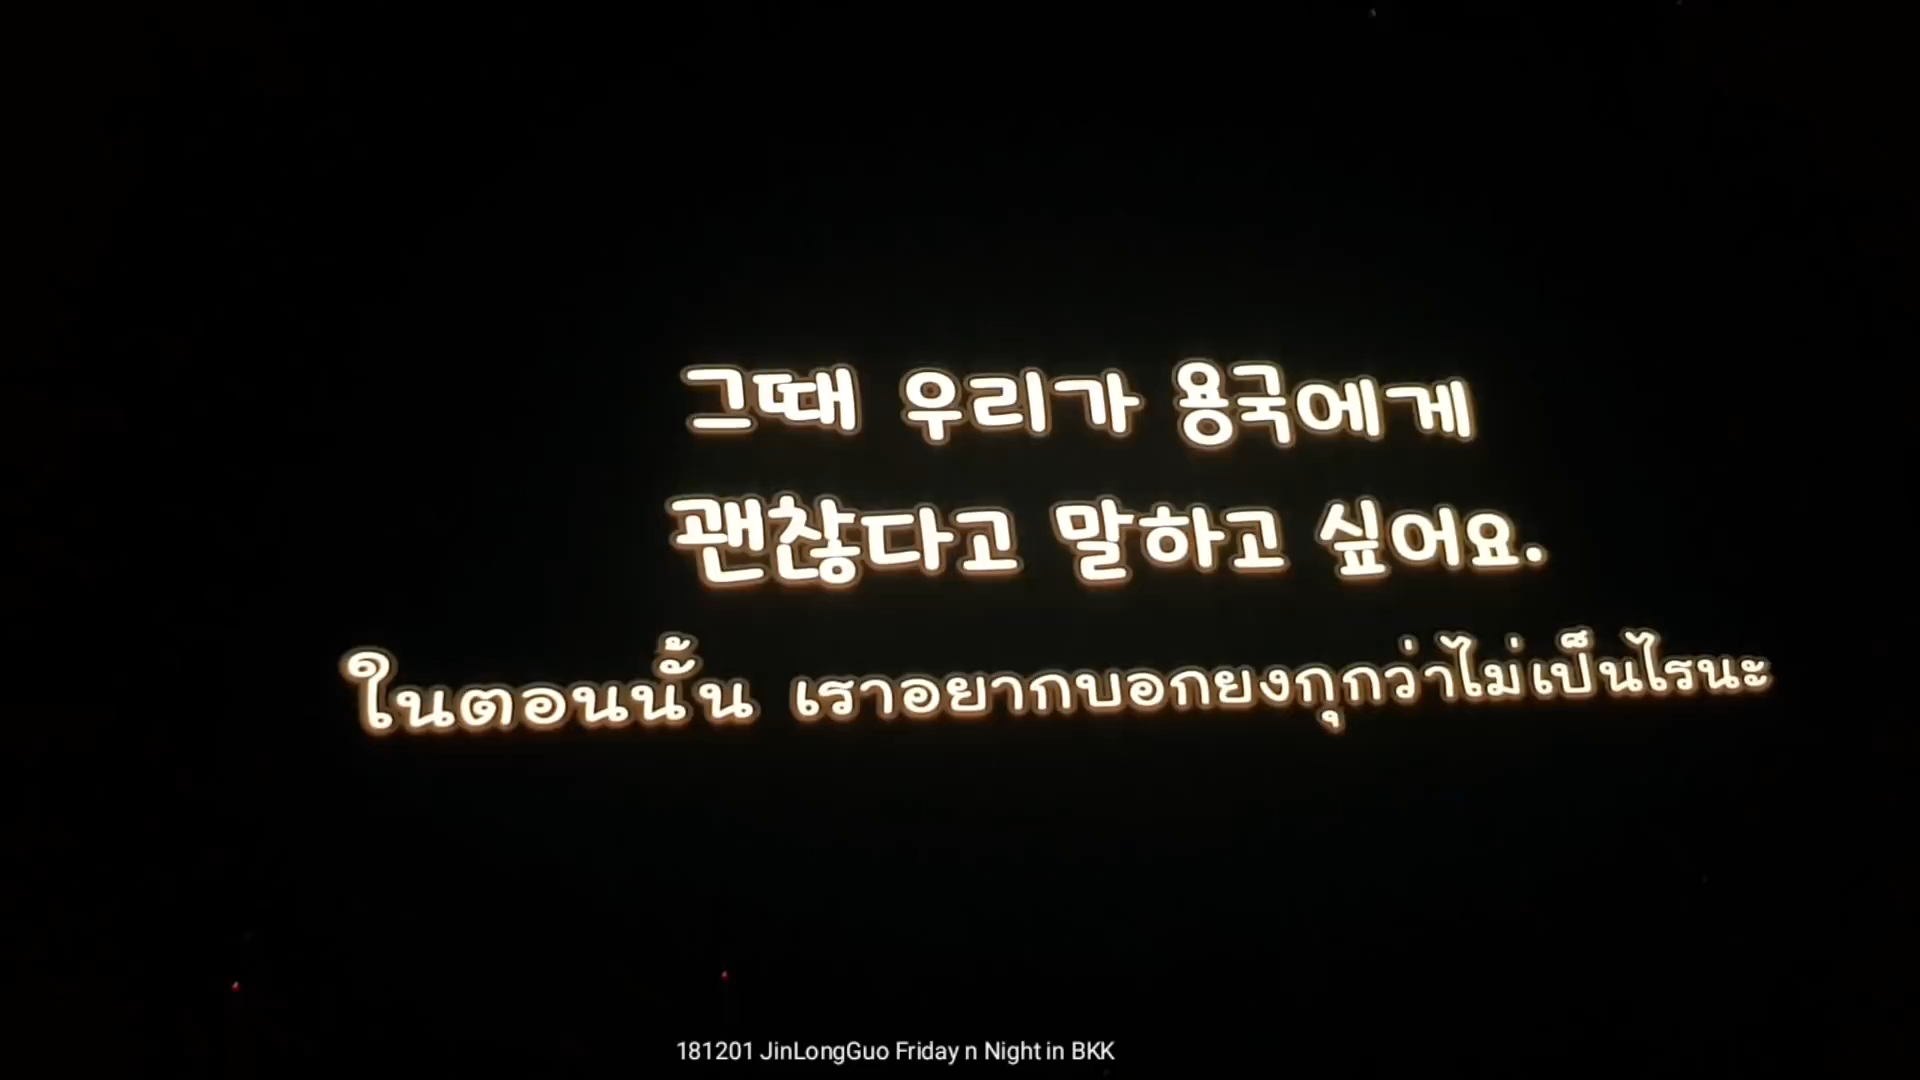 그때 우리가 용국에게
괜찮다고 말하고 싶어요.
ในตอนนั้น เราอยากบอกยงกุกว่าไม่เป็นไรนะ
181201 JinLongGuo Friday n Night in BKK